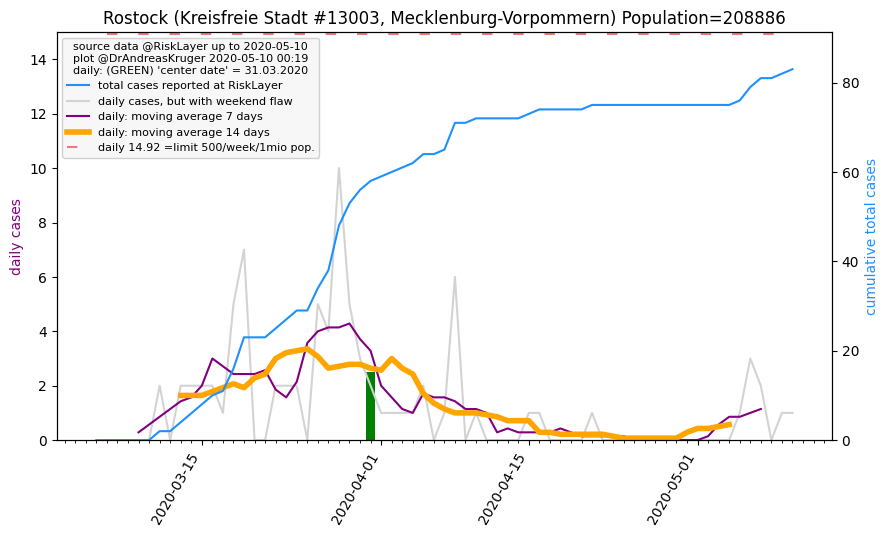 Rostock (Kreisfreie Stadt #13003, Mecklenburg-Vorpommern) Population=208886
source data @RiskLayer up to 2020-05-10
plot @DrAndreasKruger 2020-05-10 00:19
daily: (GREEN) 'center date' = 31.03.2020
total cases reported at RiskLayer
daily cases, but with weekend flaw
daily: moving average 7 days
daily: moving average 14 days
daily 14.92 =limit 500/week/1mio pop.
daily cases
14
12
10
8
6
4
2
0
cumulative total cases
80
60
40
20
0
2020-03-15
2020-04-01
2020-04-15
2020-05-01